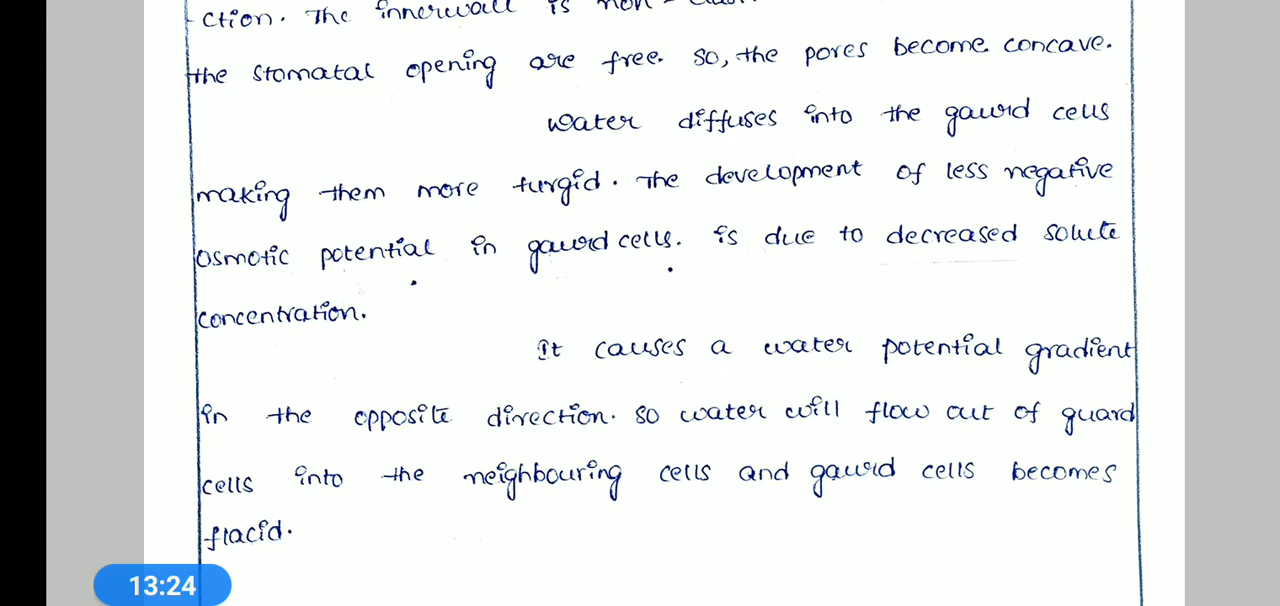 ction. The innerwall is non-
the stomatal opening are free. so, the pores become concave.
water diffuses into the gaurd cells
making them more turgid. The development of less negative
osmotic potential in gaurd cells. is due to decreased solute
concentration.
It causes a water potential gradient
in the opposite direction. so water will flow out of guard
cells into the neighbouring cells and gaurd cells becomes
flacid.
13:24